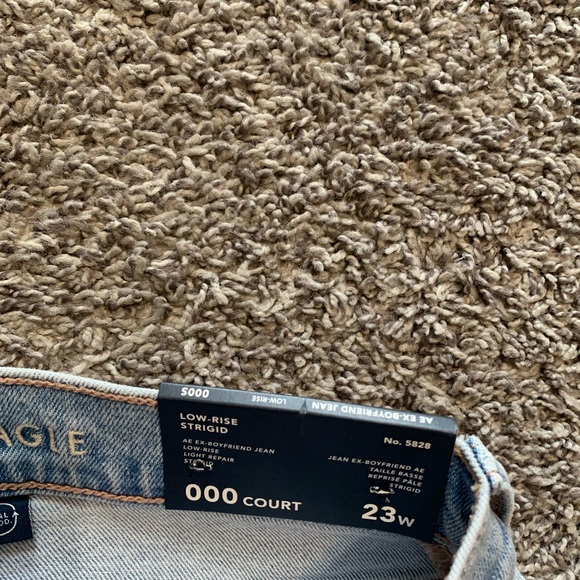 000S LOW-RISE AE EX-BOYFRIEND JEAN
AGLE
LOW-RISE
STRIGID
No. 5828
AE EX-BOYFRIEND JEAN
LOW-RISE
LIGHT REPAIR
JEAN EX-BOYFRIEND AE
TAILLE BASSE
REPRISE PÂLE
STRIGID
000 COURT
23W